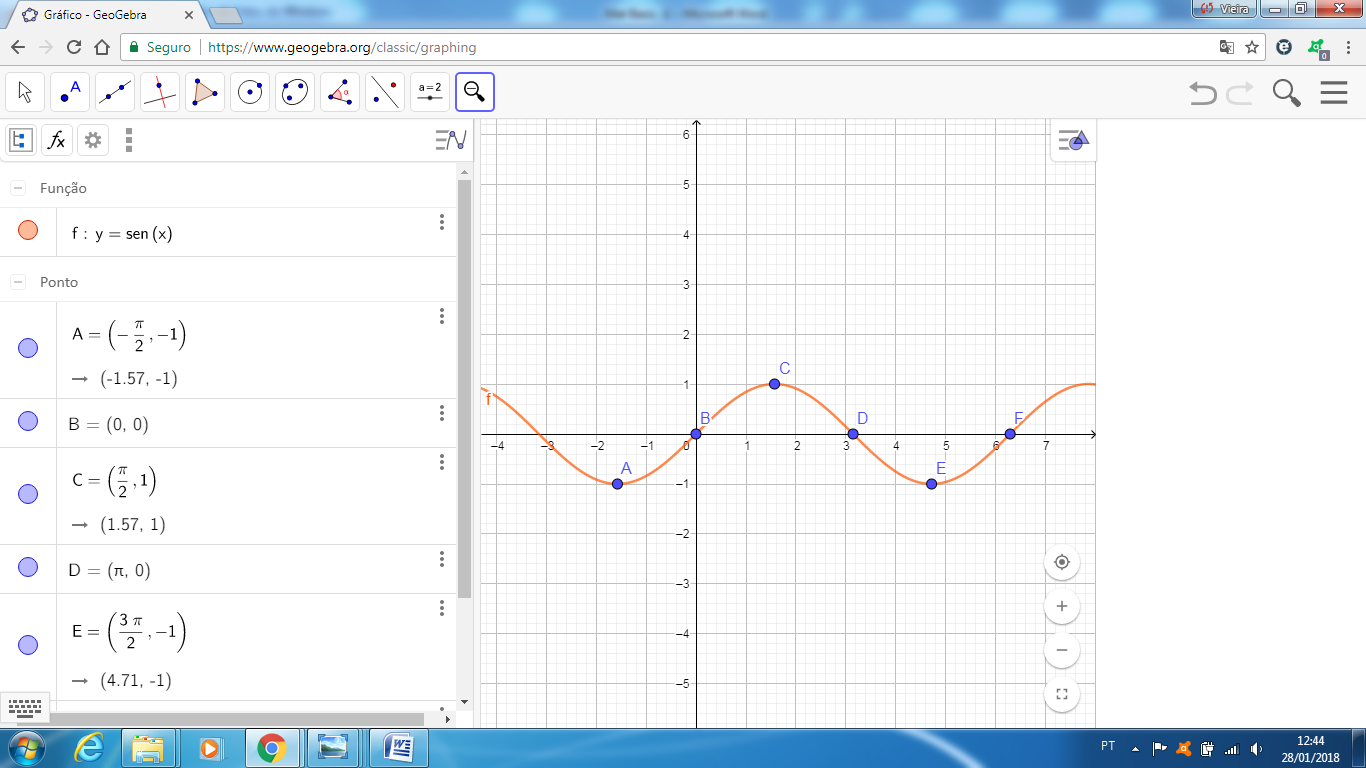 Gráfico - GeoGebra
Vieira
Seguro
https://www.geogebra.org/classic/graphing
0
A
α
a=2
fx
Função
f : y = sen (x)
Ponto
A = (−π/2, −1)
→ (-1.57, -1)
B = (0, 0)
C = (π/2, 1)
→ (1.57, 1)
D = (π, 0)
E = (3 π/2, −1)
→ (4.71, -1)
6
5
4
3
2
1
−1
−2
−3
−4
−5
−4 −3 −2 −1 0 1 2 3 4 5 6 7
f
A
B
C
D
E
F
PT
12:44
28/01/2018